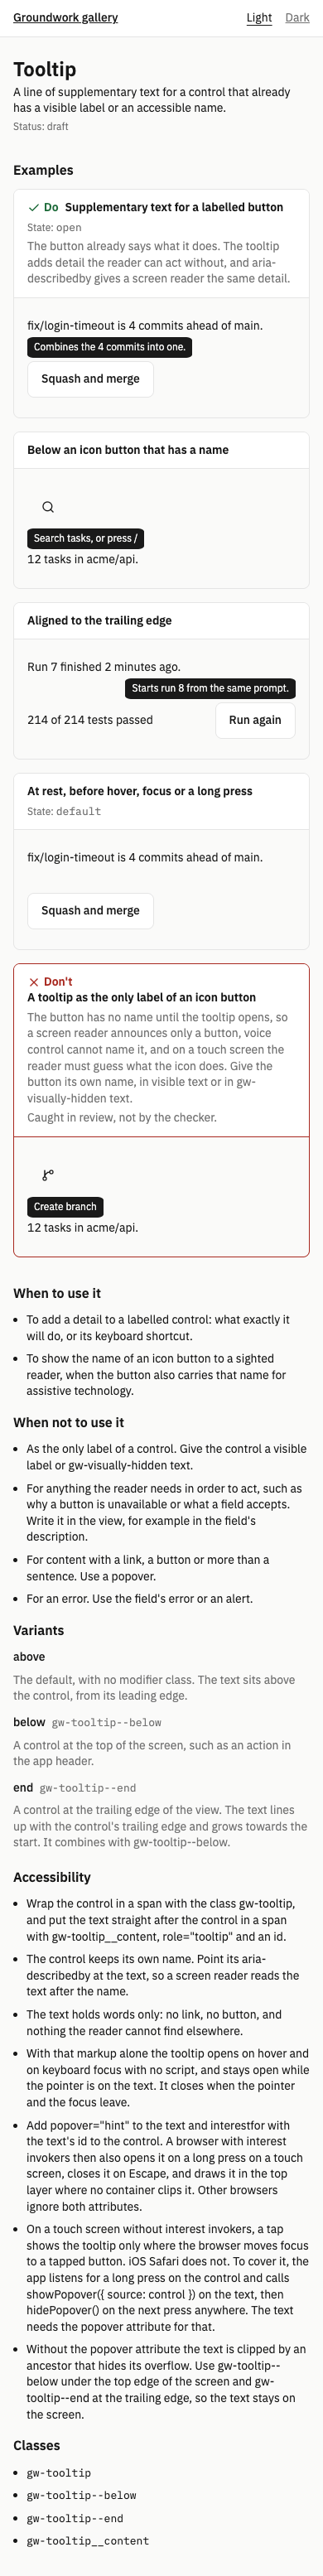 Groundwork gallery
Light
Dark
Tooltip
A line of supplementary text for a control that already
has a visible label or an accessible name.
Status: draft
Examples
Do Supplementary text for a labelled button
State: open
The button already says what it does. The tooltip
adds detail the reader can act without, and aria-
describedby gives a screen reader the same detail.
fix/login-timeout is 4 commits ahead of main.
Combines the 4 commits into one.
Squash and merge
Below an icon button that has a name
Search tasks, or press /
12 tasks in acme/api.
Aligned to the trailing edge
Run 7 finished 2 minutes ago.
Starts run 8 from the same prompt.
214 of 214 tests passed
Run again
At rest, before hover, focus or a long press
State: default
fix/login-timeout is 4 commits ahead of main.
Squash and merge
Don't
A tooltip as the only label of an icon button
The button has no name until the tooltip opens, so
a screen reader announces only a button, voice
control cannot name it, and on a touch screen the
reader must guess what the icon does. Give the
button its own name, in visible text or in gw-
visually-hidden text.
Caught in review, not by the checker.
Create branch
12 tasks in acme/api.
When to use it
To add a detail to a labelled control: what exactly it
will do, or its keyboard shortcut.
To show the name of an icon button to a sighted
reader, when the button also carries that name for
assistive technology.
When not to use it
As the only label of a control. Give the control a visible
label or gw-visually-hidden text.
For anything the reader needs in order to act, such as
why a button is unavailable or what a field accepts.
Write it in the view, for example in the field's
description.
For content with a link, a button or more than a
sentence. Use a popover.
For an error. Use the field's error or an alert.
Variants
above
The default, with no modifier class. The text sits above
the control, from its leading edge.
below gw-tooltip--below
A control at the top of the screen, such as an action in
the app header.
end gw-tooltip--end
A control at the trailing edge of the view. The text lines
up with the control's trailing edge and grows towards the
start. It combines with gw-tooltip--below.
Accessibility
Wrap the control in a span with the class gw-tooltip,
and put the text straight after the control in a span
with gw-tooltip__content, role="tooltip" and an id.
The control keeps its own name. Point its aria-
describedby at the text, so a screen reader reads the
text after the name.
The text holds words only: no link, no button, and
nothing the reader cannot find elsewhere.
With that markup alone the tooltip opens on hover and
on keyboard focus with no script, and stays open while
the pointer is on the text. It closes when the pointer
and the focus leave.
Add popover="hint" to the text and interestfor with
the text's id to the control. A browser with interest
invokers then also opens it on a long press on a touch
screen, closes it on Escape, and draws it in the top
layer where no container clips it. Other browsers
ignore both attributes.
On a touch screen without interest invokers, a tap
shows the tooltip only where the browser moves focus
to a tapped button. iOS Safari does not. To cover it, the
app listens for a long press on the control and calls
showPopover({ source: control }) on the text, then
hidePopover() on the next press anywhere. The text
needs the popover attribute for that.
Without the popover attribute the text is clipped by an
ancestor that hides its overflow. Use gw-tooltip--
below under the top edge of the screen and gw-
tooltip--end at the trailing edge, so the text stays on
the screen.
Classes
gw-tooltip
gw-tooltip--below
gw-tooltip--end
gw-tooltip__content